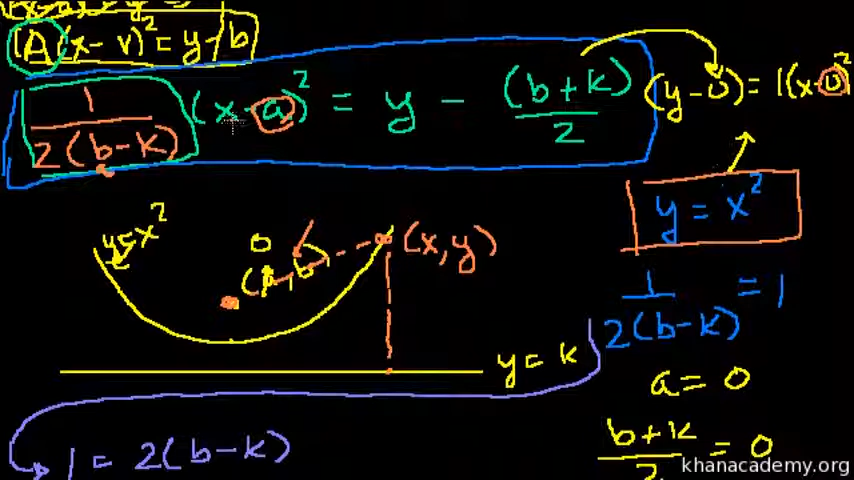 A(x - v)² = y - b
1/(2(b-k)) (x - a)² = y - (b+k)/2
(y-0) = 1(x-0)²
y = x²
y=x²
(x,y)
0
( , b)
1/(2(b-k)) = 1
y = k
a = 0
1 = 2(b-k)
(b+k)/2 = 0
khanacademy.org